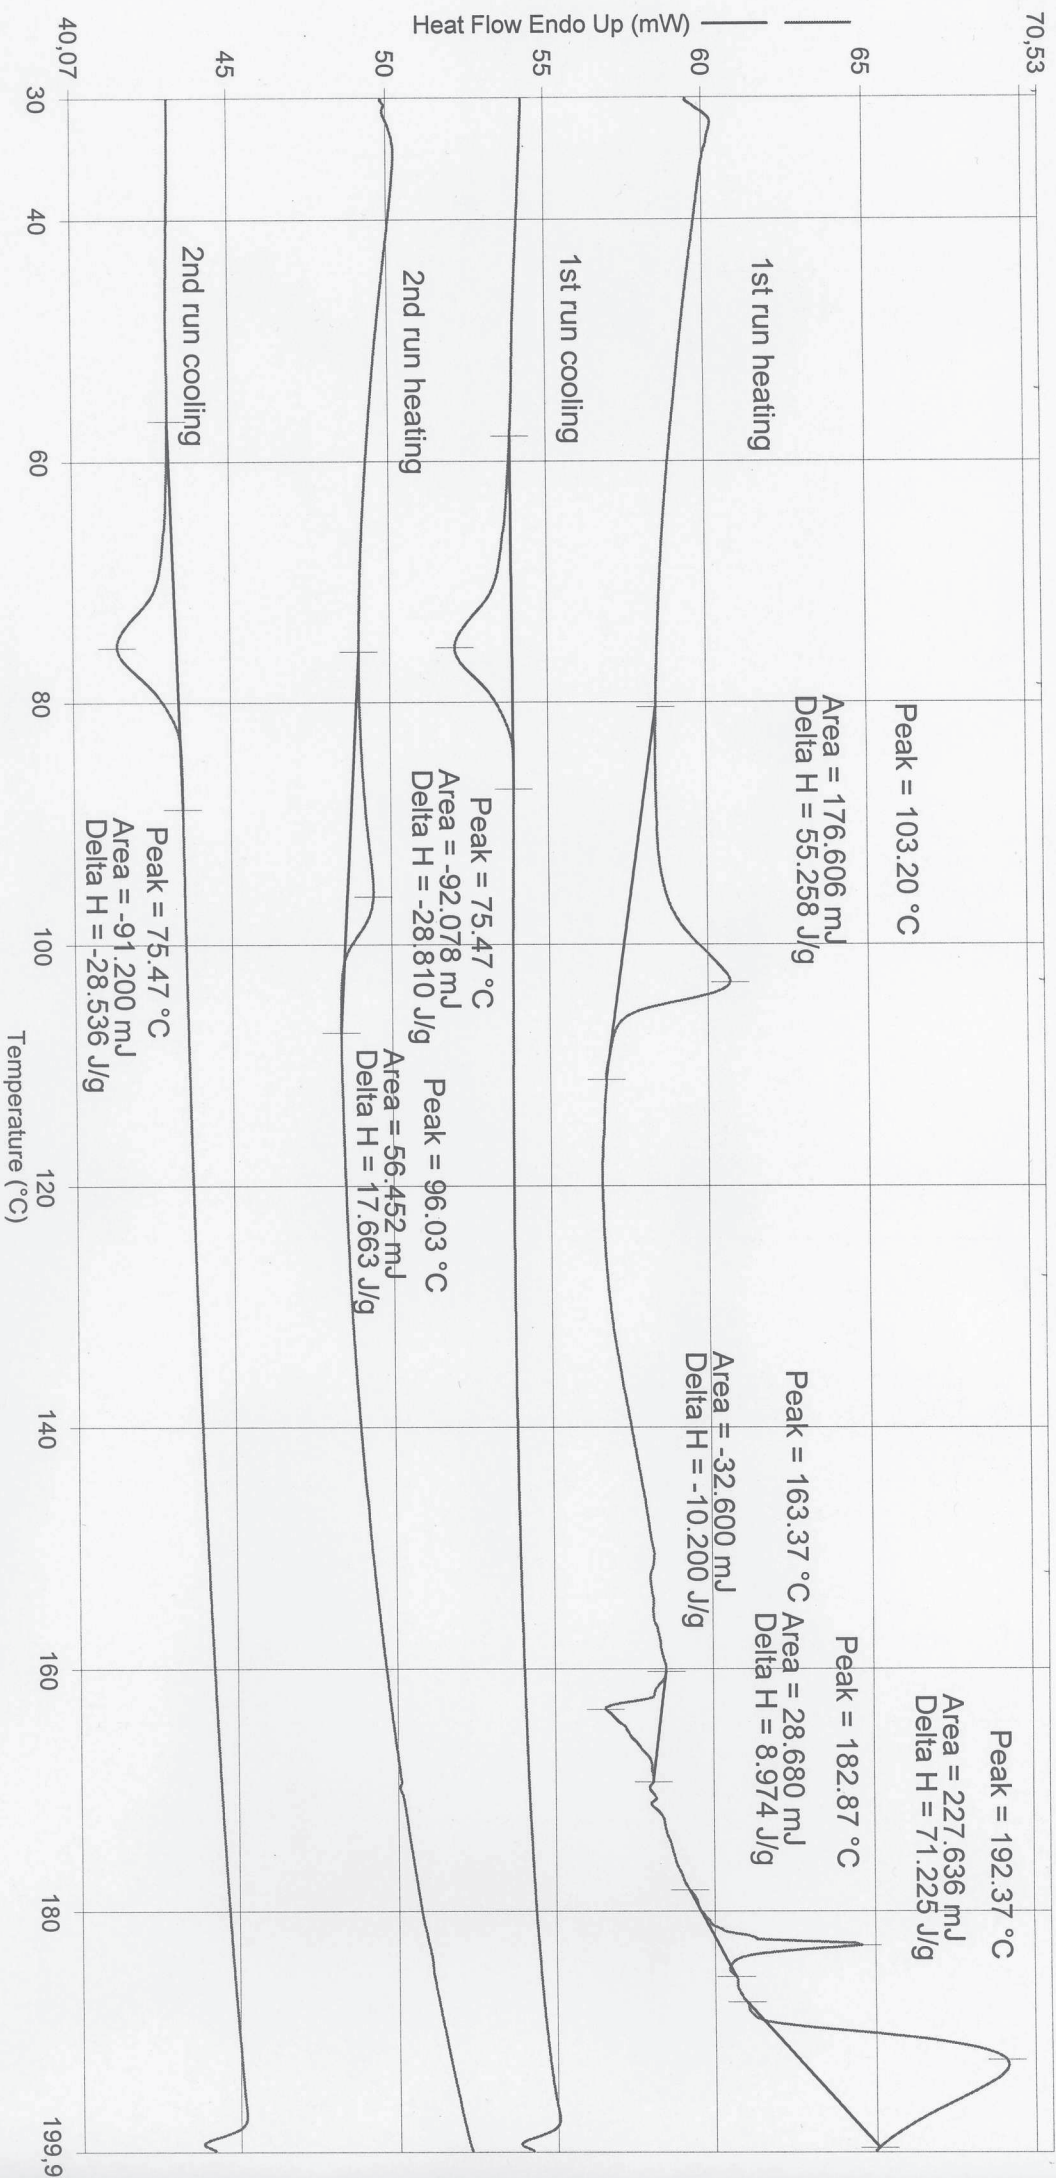 Heat Flow Endo Up (mW)
70,53
65
60
55
50
45
40,07
30
40
60
80
100
120
140
160
180
199,9
Temperature (°C)
1st run heating
Peak = 103.20 °C
Area = 176.606 mJ
Delta H = 55.258 J/g
Peak = 163.37 °C
Area = -32.600 mJ
Delta H = -10.200 J/g
Peak = 182.87 °C
Area = 28.680 mJ
Delta H = 8.974 J/g
Peak = 192.37 °C
Area = 227.636 mJ
Delta H = 71.225 J/g
1st run cooling
Peak = 75.47 °C
Area = -92.078 mJ
Delta H = -28.810 J/g
2nd run heating
Peak = 96.03 °C
Area = 56.452 mJ
Delta H = 17.663 J/g
2nd run cooling
Peak = 75.47 °C
Area = -91.200 mJ
Delta H = -28.536 J/g